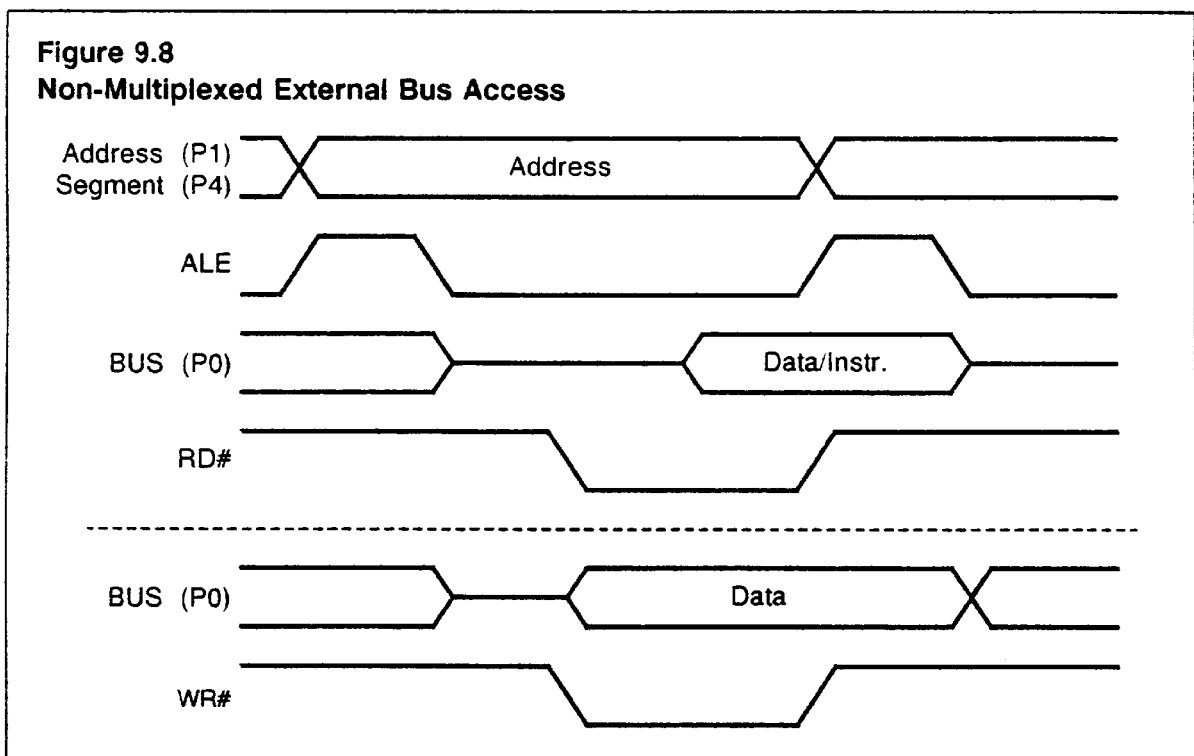 Figure 9.8
Non-Multiplexed External Bus Access
Address (P1)
Segment (P4)
Address
ALE
BUS (P0)
Data/Instr.
RD#
BUS (P0)
Data
WR#